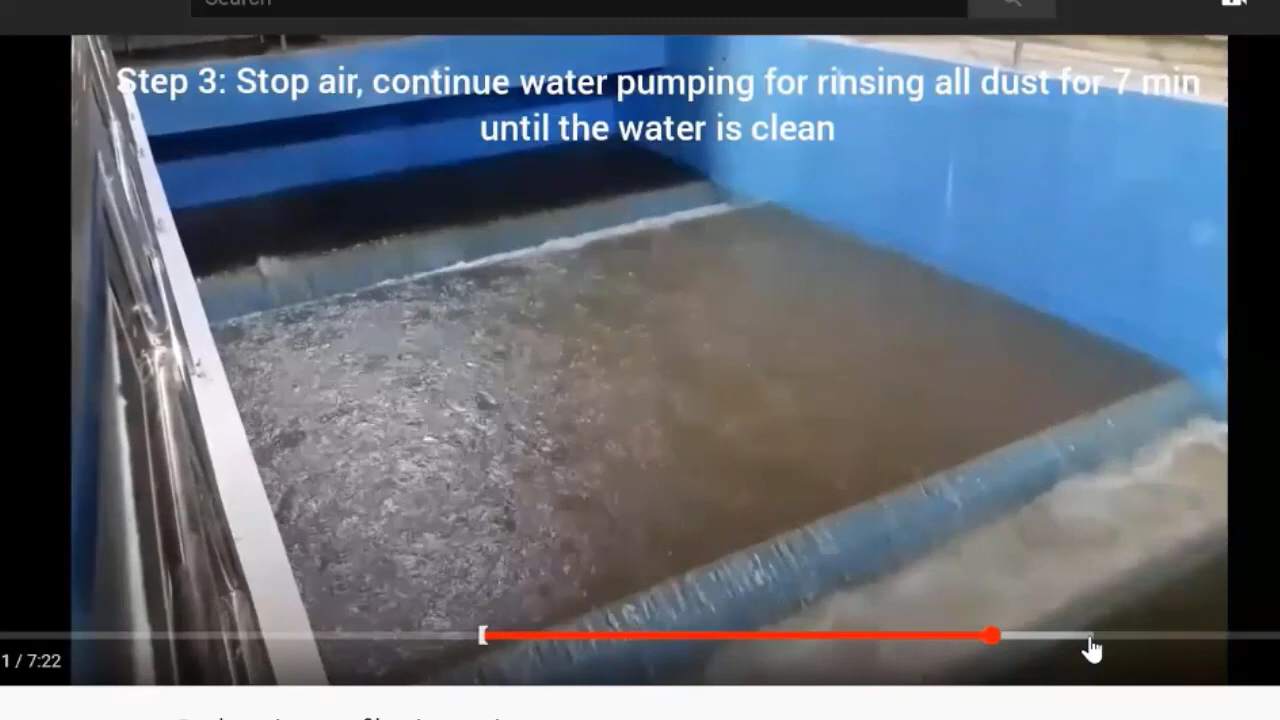 Search
Step 3: Stop air, continue water pumping for rinsing all dust for 7 min
until the water is clean
1 / 7:22